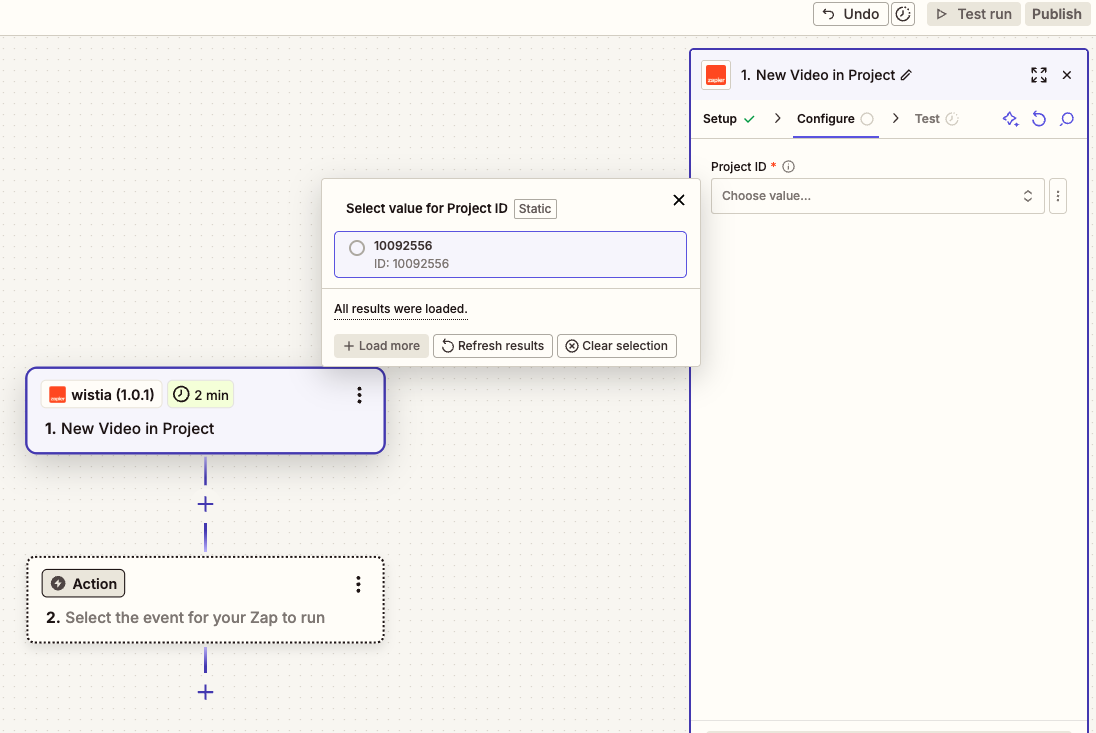 Undo
Test run
Publish
zapier
1. New Video in Project
Setup
Configure
Test
Project ID *
Choose value...
Select value for Project ID
Static
10092556
ID: 10092556
All results were loaded.
Load more
Refresh results
Clear selection
zapier
wistia (1.0.1)
2 min
1. New Video in Project
Action
2. Select the event for your Zap to run